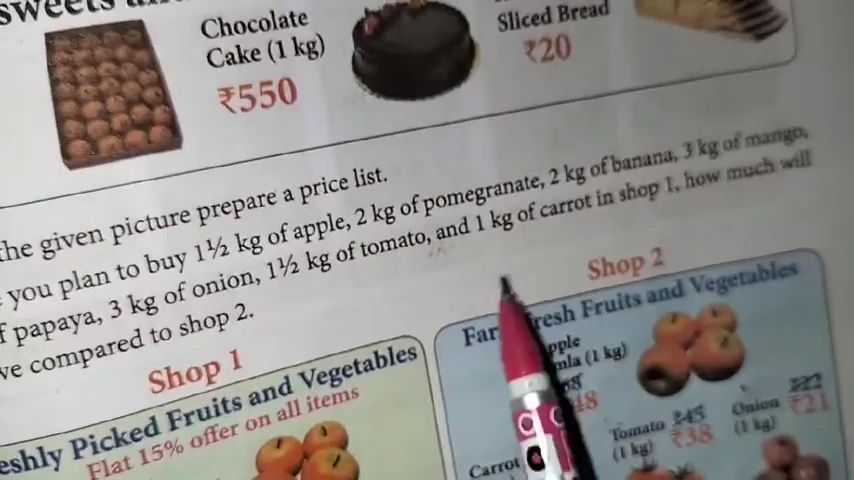 sweets
Chocolate
Cake (1 kg)
₹550
Sliced Bread
₹20
the given picture prepare a price list.
you plan to buy 1½ kg of apple, 2 kg of pomegranate, 2 kg of banana, 3 kg of mango,
f papaya, 3 kg of onion, 1½ kg of tomato, and 1 kg of carrot in shop 1, how much will
ve compared to shop 2.
Shop 1
eshly Picked Fruits and Vegetables
Flat 15% offer on all items
Shop 2
Far resh Fruits and Vegetables
pple
mla (1 kg)
48
Tomato ₹45
(1 kg) ₹38
Onion ₹22
(1 kg) ₹21
Carrot